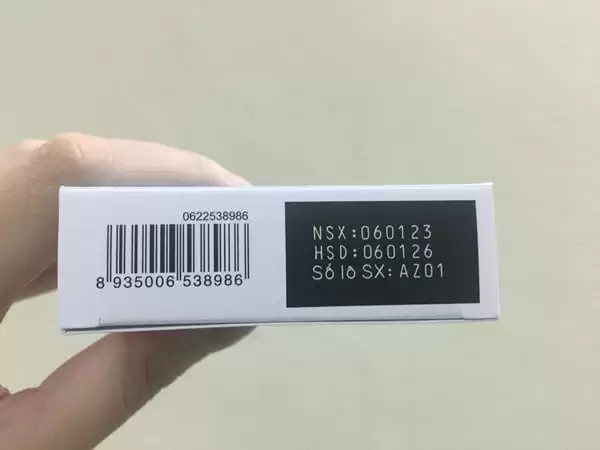 0622538986
8 935006 538986
NSX:060123
HSD:060126
Số lô SX: AZ01